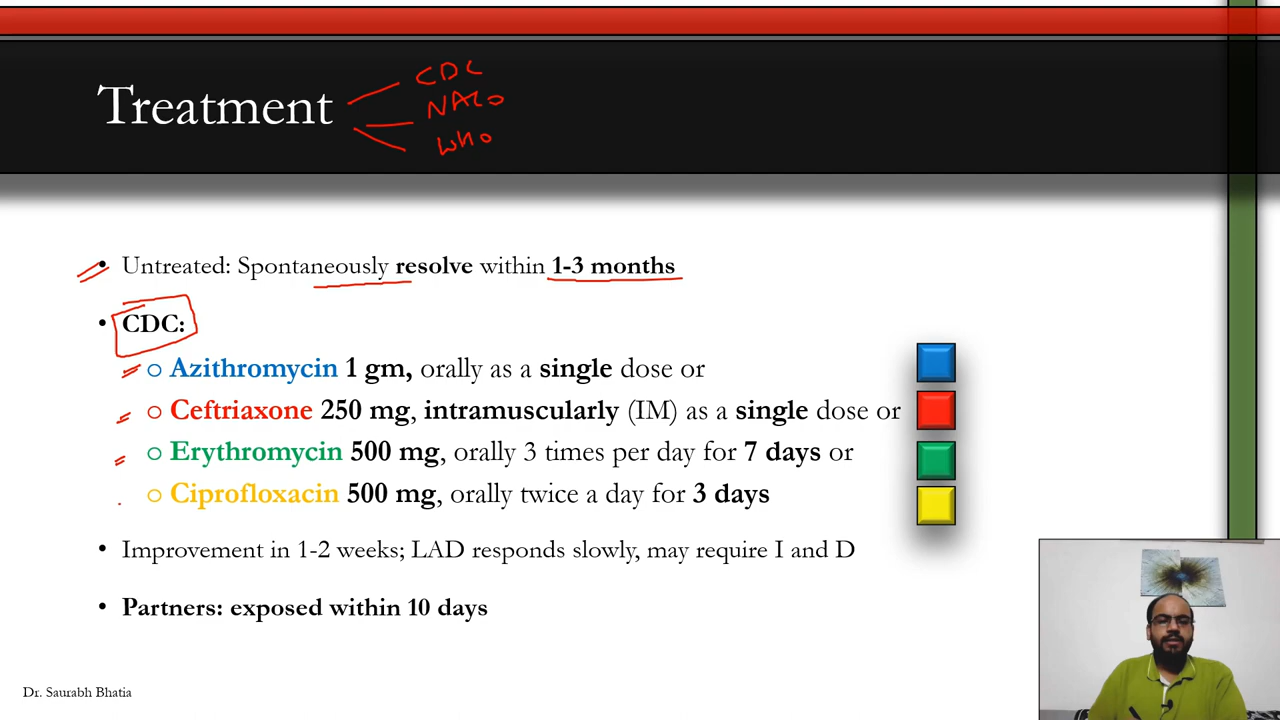 Treatment
CDC
NACO
WHO
• Untreated: Spontaneously resolve within 1-3 months
• CDC:
o Azithromycin 1 gm, orally as a single dose or
o Ceftriaxone 250 mg, intramuscularly (IM) as a single dose or
o Erythromycin 500 mg, orally 3 times per day for 7 days or
o Ciprofloxacin 500 mg, orally twice a day for 3 days
• Improvement in 1-2 weeks; LAD responds slowly, may require I and D
• Partners: exposed within 10 days
Dr. Saurabh Bhatia